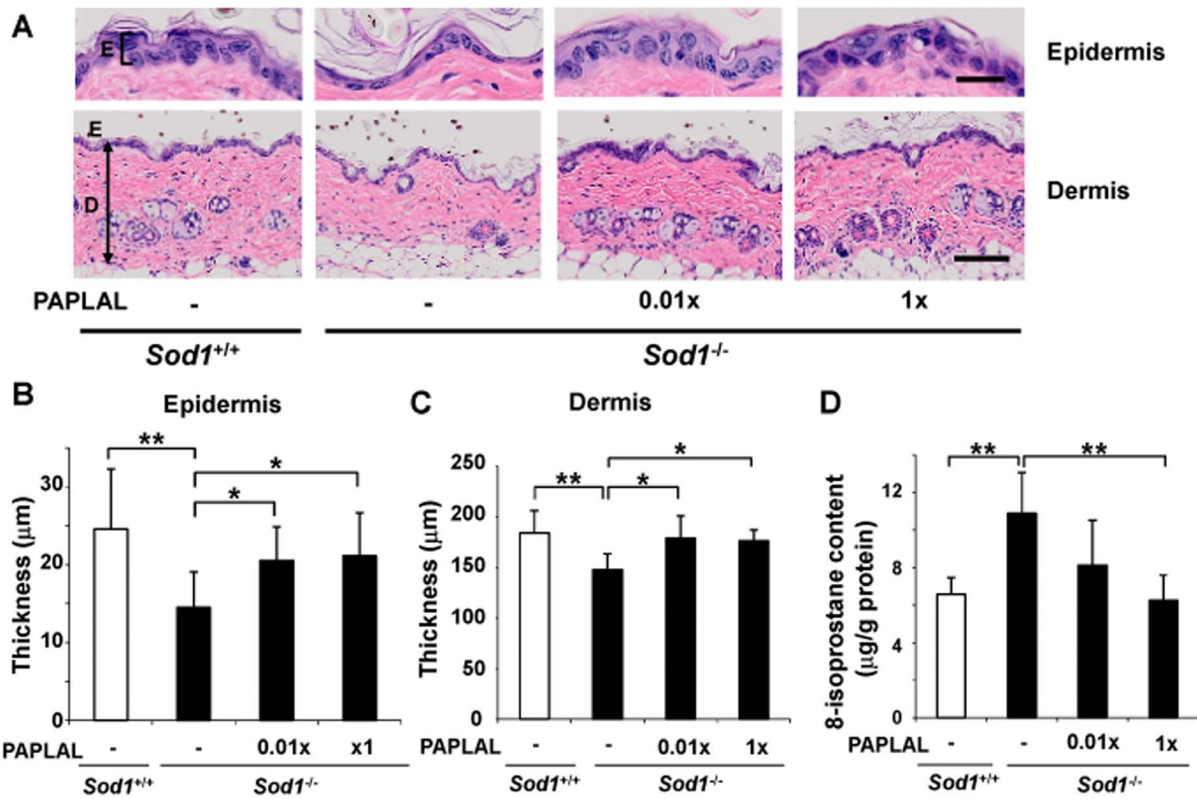 A
E
Epidermis
E
D
Dermis
PAPLAL - - 0.01x 1x
Sod1+/+ Sod1-/-
B Epidermis
Thickness (μm)
30
20
10
0
** * *
PAPLAL - - 0.01x x1
Sod1+/+ Sod1-/-
C Dermis
Thickness (μm)
250
200
150
100
50
0
** * *
PAPLAL - - 0.01x 1x
Sod1+/+ Sod1-/-
D
8-isoprostane content
(μg/g protein)
12
8
4
0
** **
PAPLAL - - 0.01x 1x
Sod1+/+ Sod1-/-